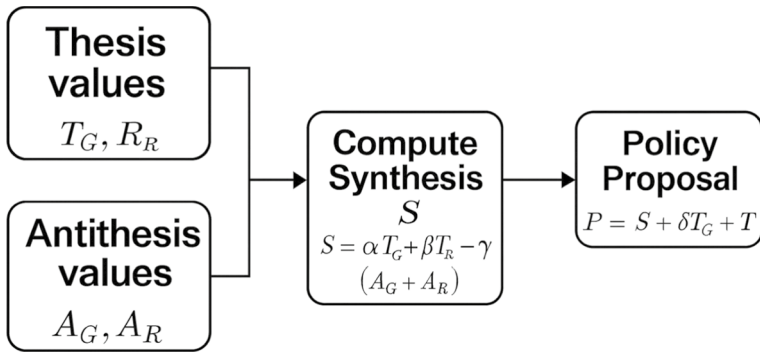 Thesis
values
T_G, R_R
Antithesis
values
A_G, A_R
Compute
Synthesis
S
S = αT_G+βT_R−γ
(A_G + A_R)
Policy
Proposal
P = S + δT_G + T